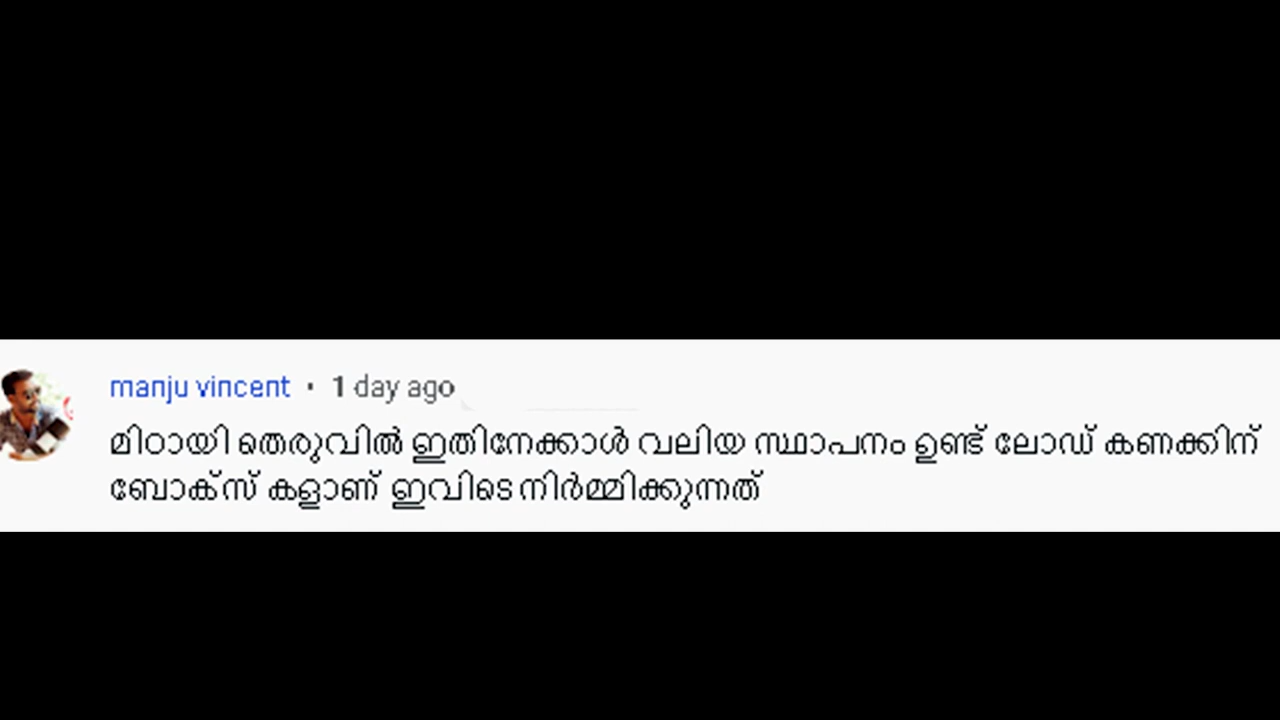 manju vincent · 1 day ago
മിഠായി തെരുവിൽ ഇതിനേക്കാൾ വലിയ സ്ഥാപനം ഉണ്ട് ലോഡ് കണക്കിന്
ബോക്സ് കളാണ് ഇവിടെ നിർമ്മിക്കുന്നത്